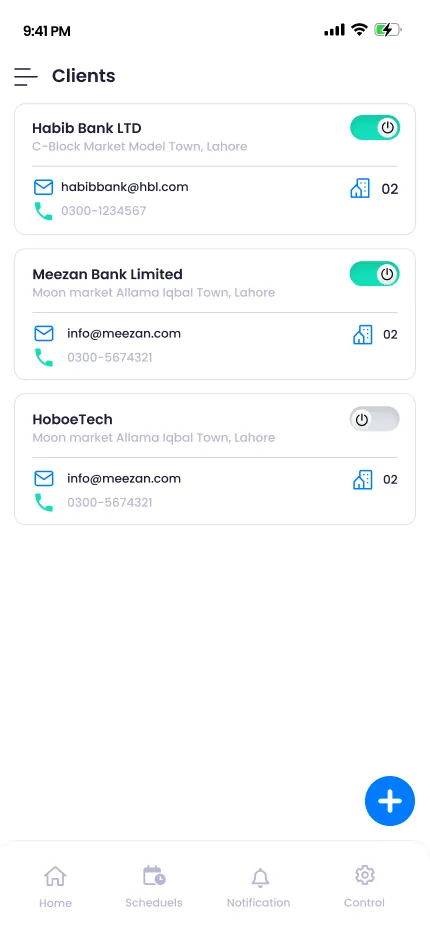 9:41 PM
Clients
Habib Bank LTD
C-Block Market Model Town, Lahore
habibbank@hbl.com
02
0300-1234567
Meezan Bank Limited
Moon market Allama Iqbal Town, Lahore
info@meezan.com
02
0300-5674321
HoboeTech
Moon market Allama Iqbal Town, Lahore
info@meezan.com
02
0300-5674321
Home
Scheduels
Notification
Control